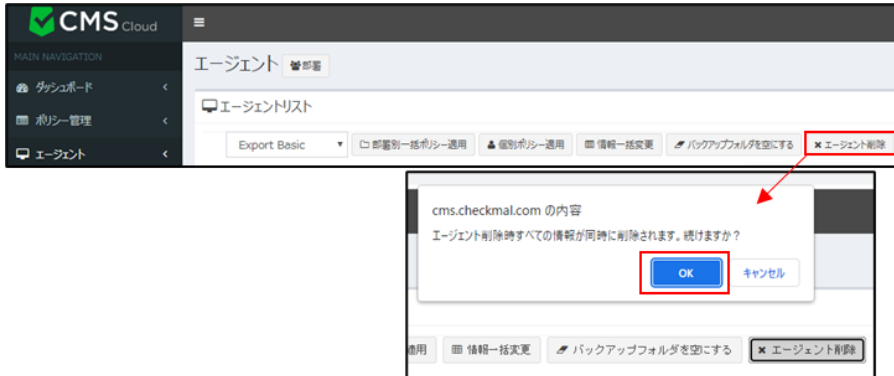 CMS Cloud
MAIN NAVIGATION
エージェント 部署
ダッシュボード
エージェントリスト
ポリシー管理
Export Basic 部署別一括ポリシー適用 個別ポリシー適用 情報一括変更 バックアップフォルダを空にする エージェント削除
エージェント
cms.checkmal.com の内容
エージェント削除時すべての情報が同時に削除されます。続けますか？
OK キャンセル
適用 情報一括変更 バックアップフォルダを空にする エージェント削除